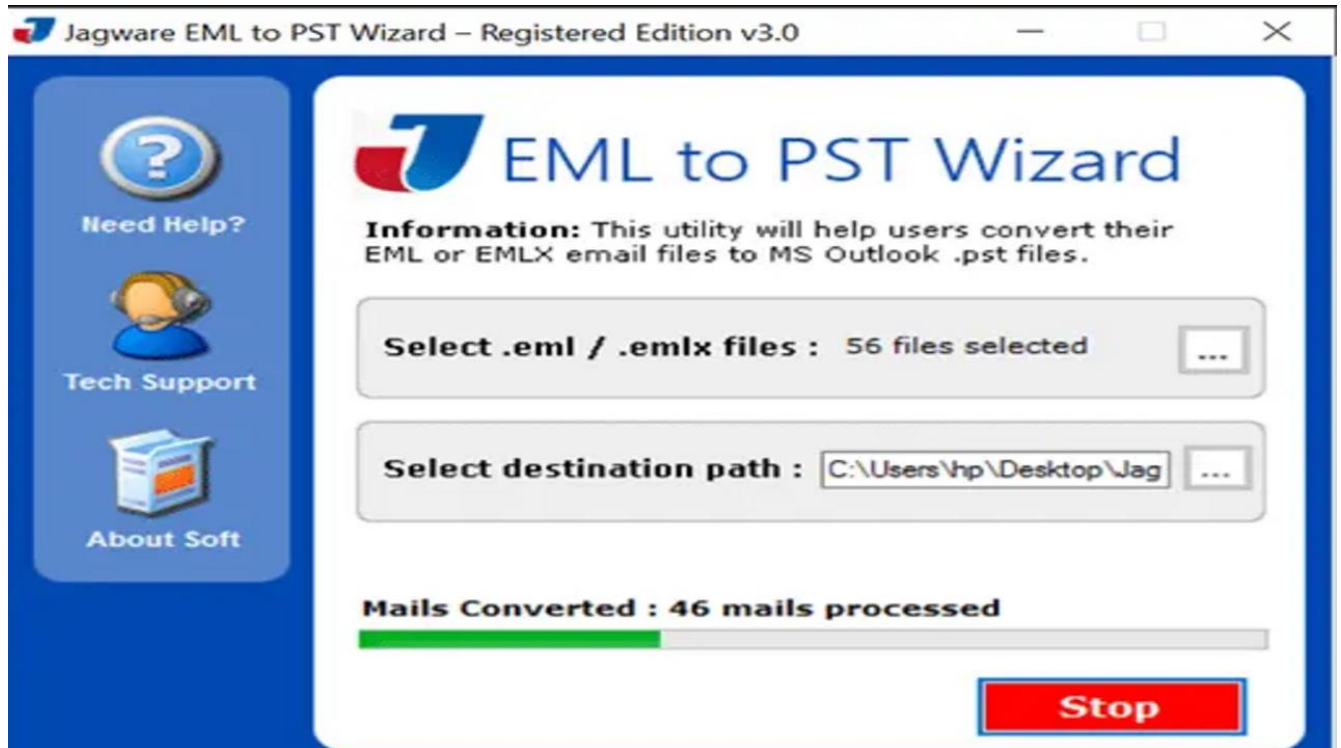 Jagware EML to PST Wizard – Registered Edition v3.0
Need Help?
Tech Support
About Soft
EML to PST Wizard
Information: This utility will help users convert their
EML or EMLX email files to MS Outlook .pst files.
Select .eml / .emlx files : 56 files selected ...
Select destination path : C:\Users\hp\Desktop\Jag ...
Mails Converted : 46 mails processed
Stop